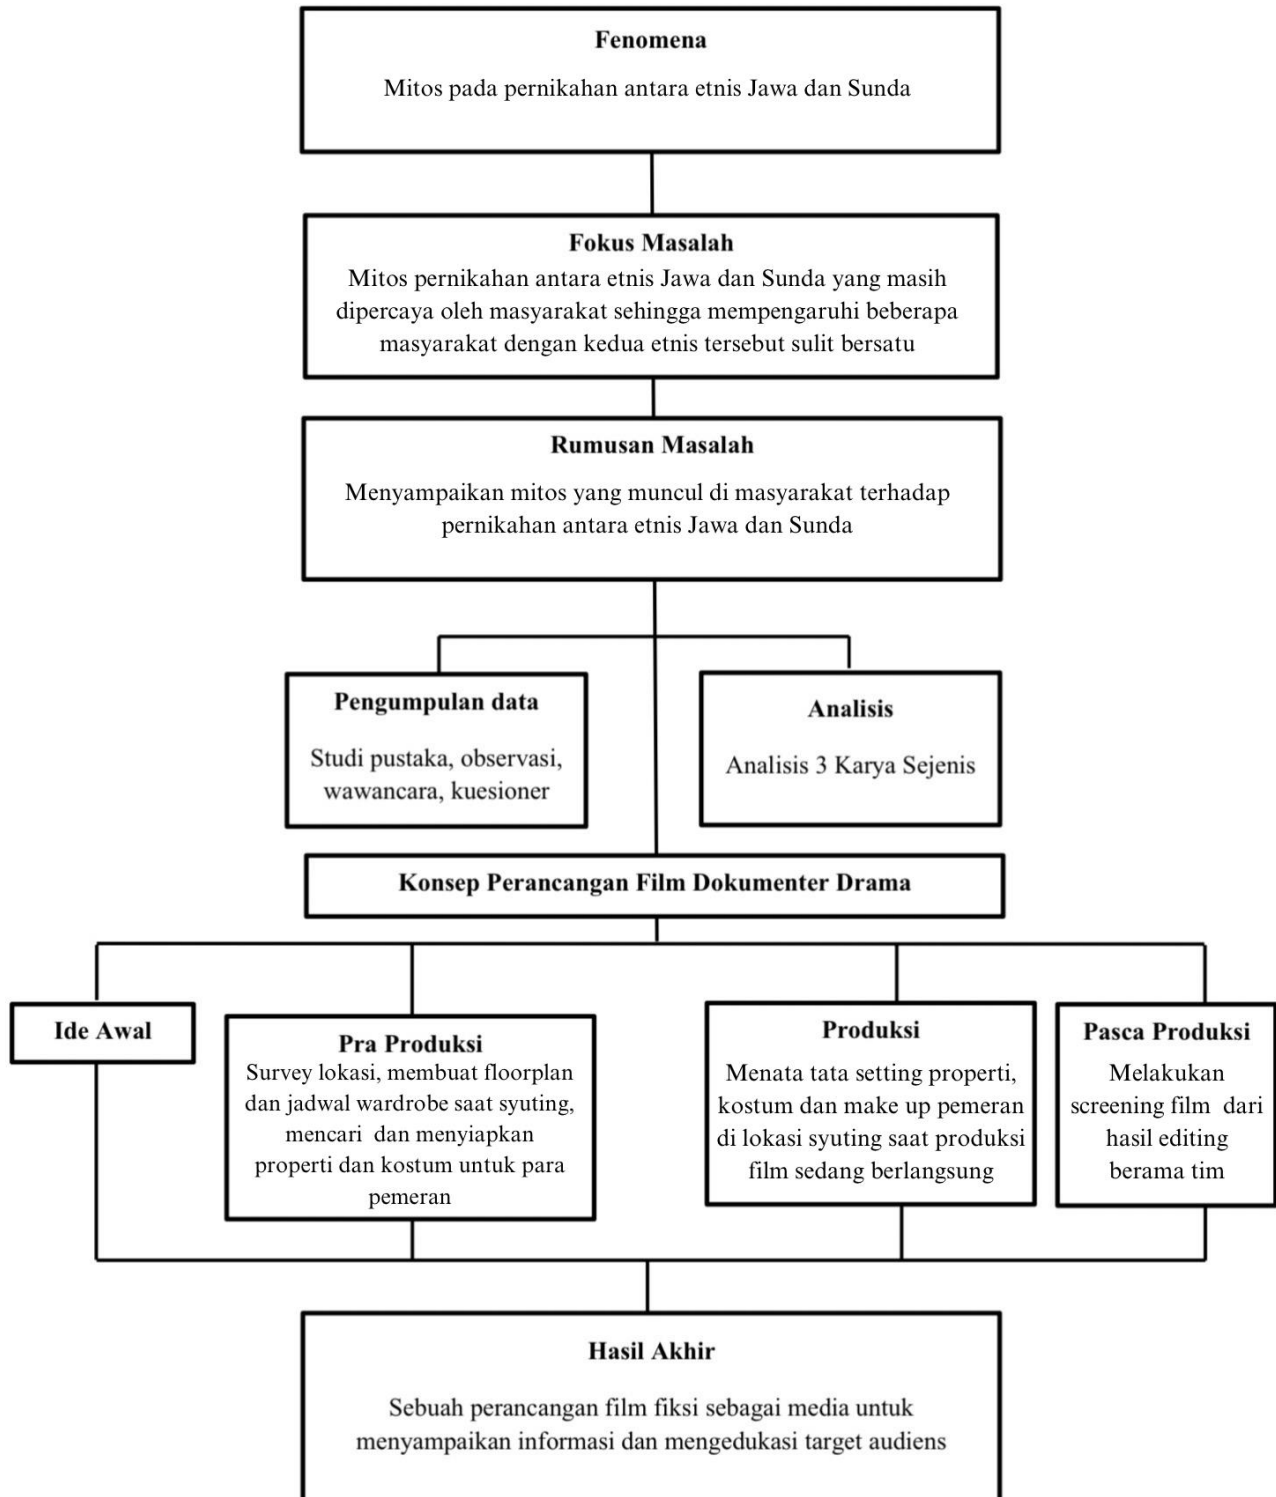 Fenomena
Mitos pada pernikahan antara etnis Jawa dan Sunda
Fokus Masalah
Mitos pernikahan antara etnis Jawa dan Sunda yang masih
dipercaya oleh masyarakat sehingga mempengaruhi beberapa
masyarakat dengan kedua etnis tersebut sulit bersatu
Rumusan Masalah
Menyampaikan mitos yang muncul di masyarakat terhadap
pernikahan antara etnis Jawa dan Sunda
Pengumpulan data
Studi pustaka, observasi,
wawancara, kuesioner
Analisis
Analisis 3 Karya Sejenis
Konsep Perancangan Film Dokumenter Drama
Ide Awal
Pra Produksi
Survey lokasi, membuat floorplan
dan jadwal wardrobe saat syuting,
mencari dan menyiapkan
properti dan kostum untuk para
pemeran
Produksi
Menata tata setting properti,
kostum dan make up pemeran
di lokasi syuting saat produksi
film sedang berlangsung
Pasca Produksi
Melakukan
screening film dari
hasil editing
berama tim
Hasil Akhir
Sebuah perancangan film fiksi sebagai media untuk
menyampaikan informasi dan mengedukasi target audiens